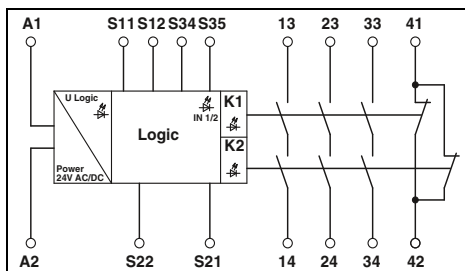 A1 S11 S12 S34 S35 13 23 33 41
U Logic
IN 1/2
K1
Logic
K2
Power
24V AC/DC
A2 S22 S21 14 24 34 42